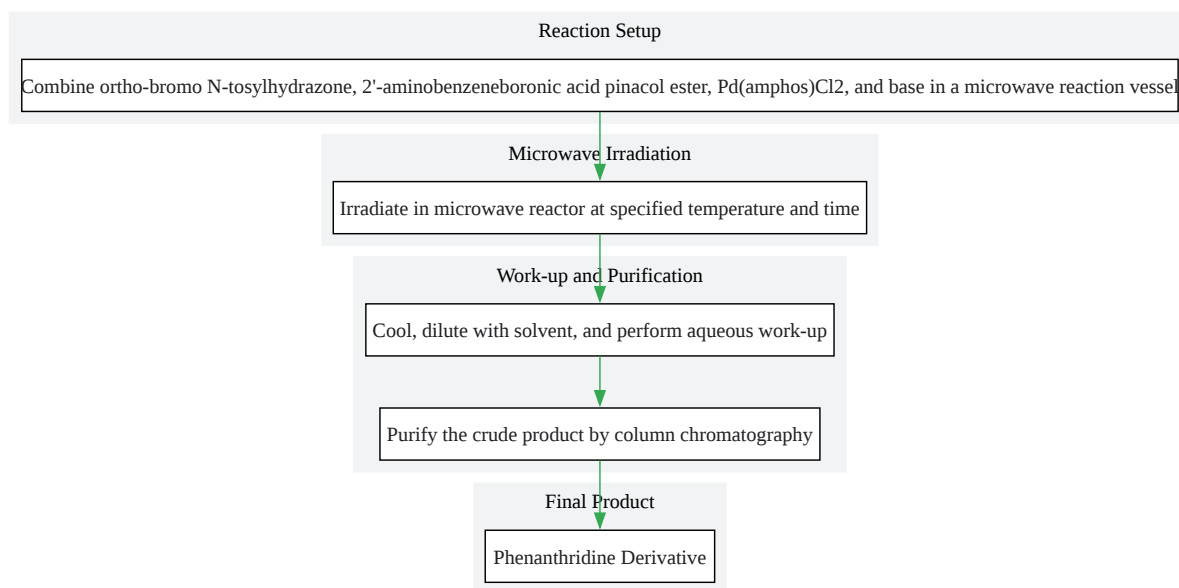 Reaction Setup
Combine ortho-bromo N-tosylhydrazone, 2'-aminobenzeneboronic acid pinacol ester, Pd(amphos)Cl2, and base in a microwave reaction vessel
Microwave Irradiation
Irradiate in microwave reactor at specified temperature and time
Work-up and Purification
Cool, dilute with solvent, and perform aqueous work-up
Purify the crude product by column chromatography
Final Product
Phenanthridine Derivative